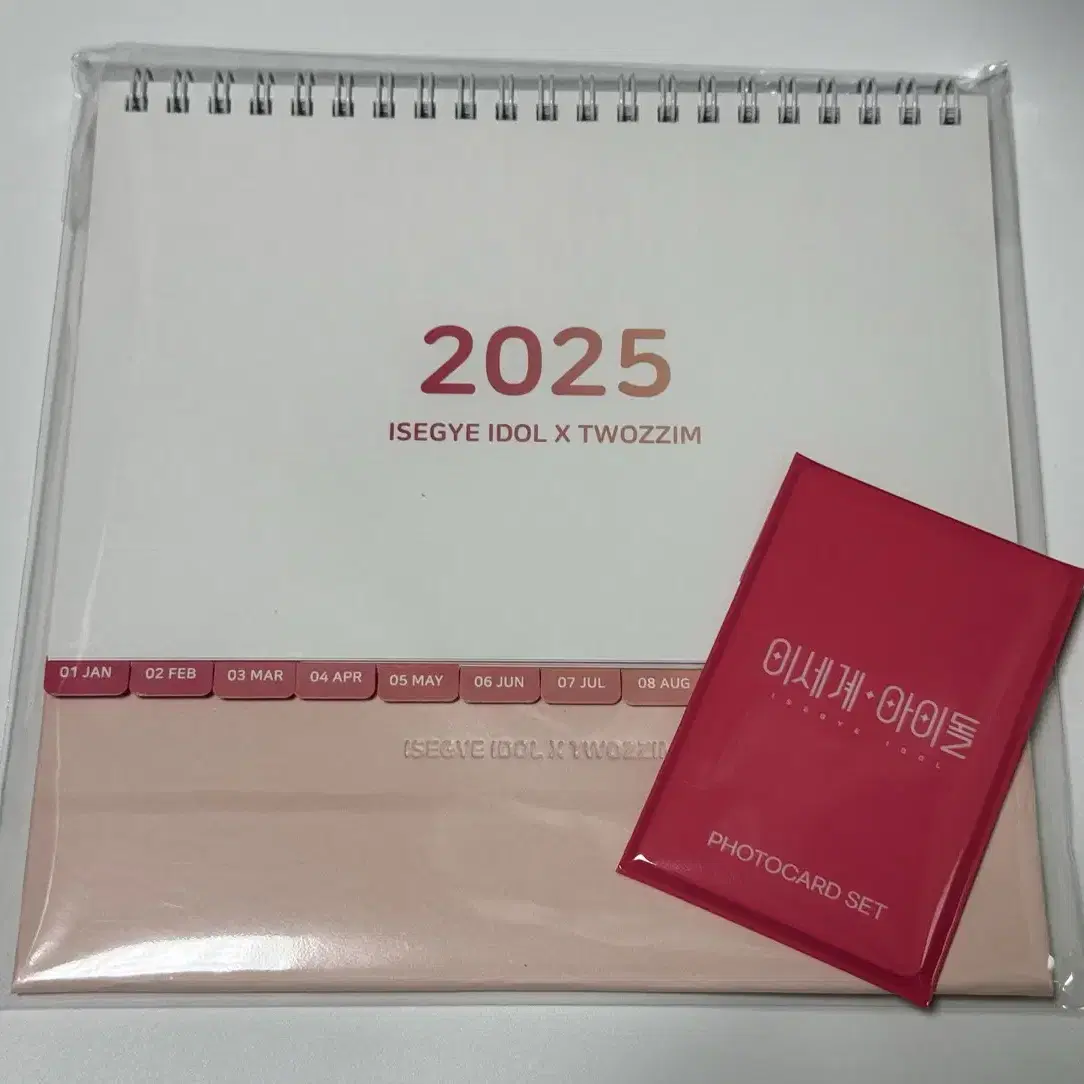 2025
ISEGYE IDOL X TWOZZIM
01 JAN
02 FEB
03 MAR
04 APR
05 MAY
06 JUN
07 JUL
08 AUG
ISEGYE IDOL X TWOZZIM
이세계 아이돌
ISEGYE IDOL
PHOTOCARD SET